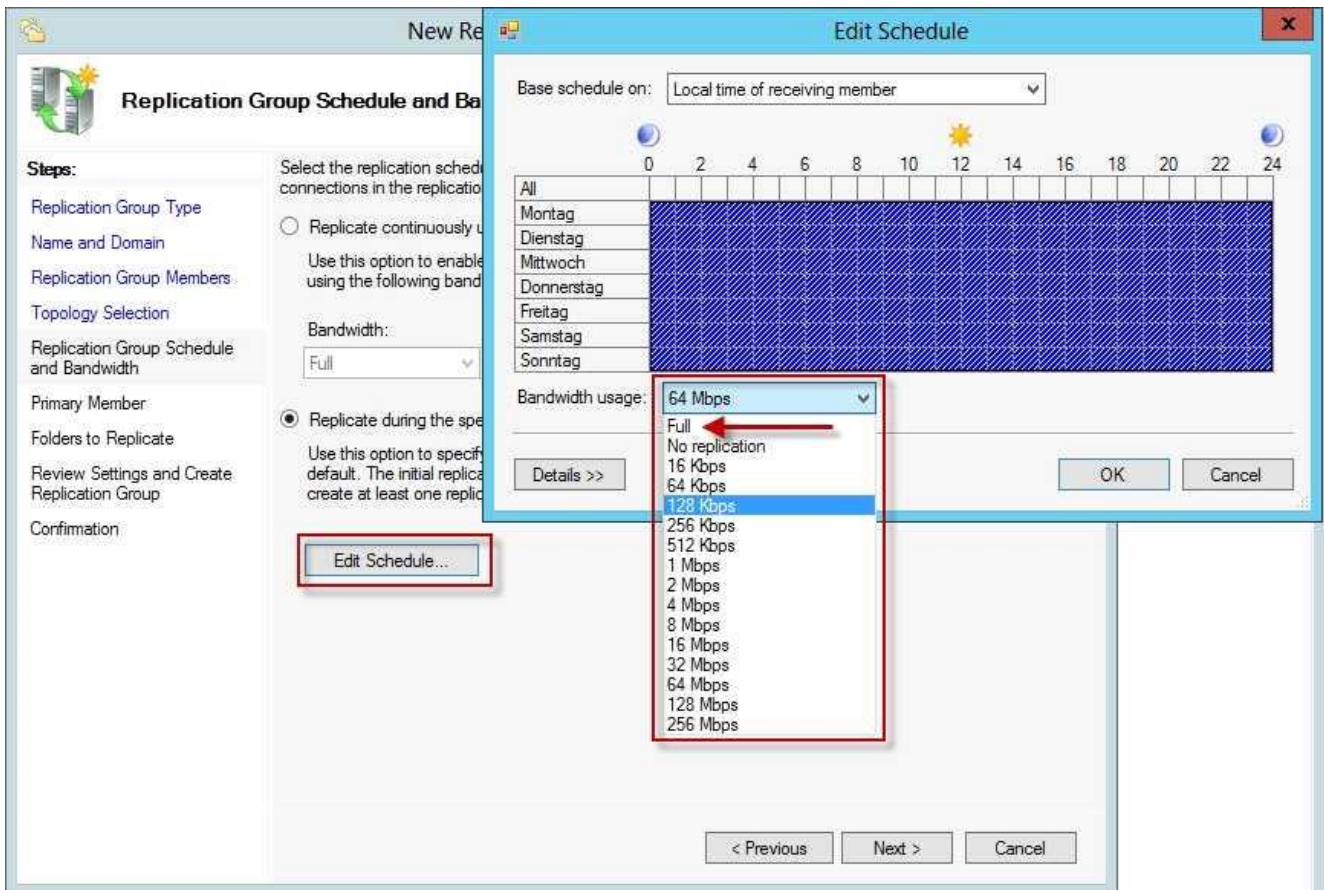 New Re
Replication Group Schedule and Ba
Steps:
Replication Group Type
Name and Domain
Replication Group Members
Topology Selection
Replication Group Schedule
and Bandwidth
Primary Member
Folders to Replicate
Review Settings and Create
Replication Group
Confirmation
Select the replication sched
connections in the replicatio
Replicate continuously u
Use this option to enable
using the following band
Bandwidth:
Full
Replicate during the spe
Use this option to specify
default. The initial replica
create at least one replic
Edit Schedule...
< Previous
Next >
Cancel
Edit Schedule
x
Base schedule on:
Local time of receiving member
0 2 4 6 8 10 12 14 16 18 20 22 24
All
Montag
Dienstag
Mittwoch
Donnerstag
Freitag
Samstag
Sonntag
Bandwidth usage:
64 Mbps
Full
No replication
16 Kbps
64 Kbps
128 Kbps
256 Kbps
512 Kbps
1 Mbps
2 Mbps
4 Mbps
8 Mbps
16 Mbps
32 Mbps
64 Mbps
128 Mbps
256 Mbps
Details >>
OK
Cancel